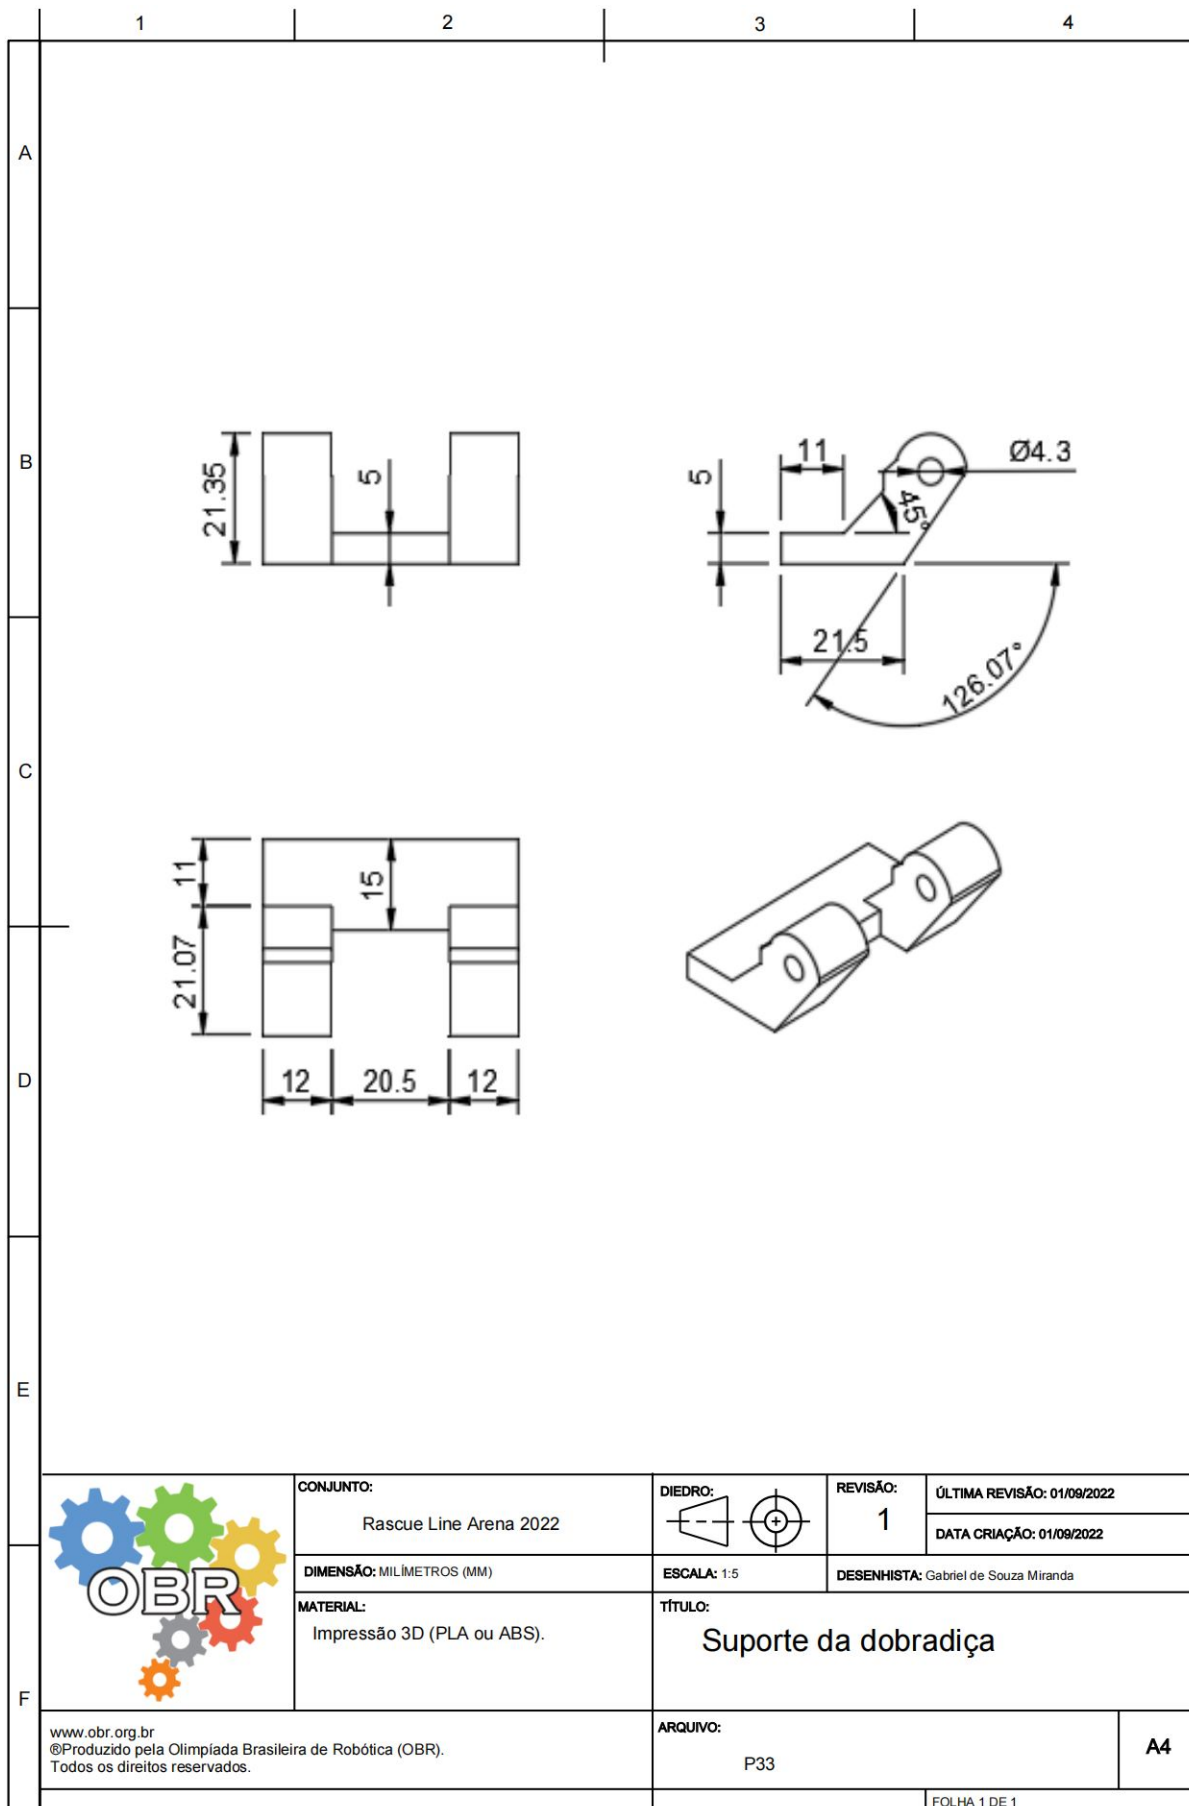 1 2 3 4
A
B
C
D
E
F
21.35
5
5
11
Ø4.3
45°
21.5
126.07°
11
15
21.07
12 20.5 12
OBR
CONJUNTO:
Rascue Line Arena 2022
DIEDRO:
REVISÃO:
1
ÚLTIMA REVISÃO: 01/09/2022
DATA CRIAÇÃO: 01/09/2022
DIMENSÃO: MILÍMETROS (MM)
ESCALA: 1:5
DESENHISTA: Gabriel de Souza Miranda
MATERIAL:
Impressão 3D (PLA ou ABS).
TÍTULO:
Suporte da dobradiça
www.obr.org.br
®Produzido pela Olimpíada Brasileira de Robótica (OBR).
Todos os direitos reservados.
ARQUIVO:
P33
A4
FOLHA 1 DE 1